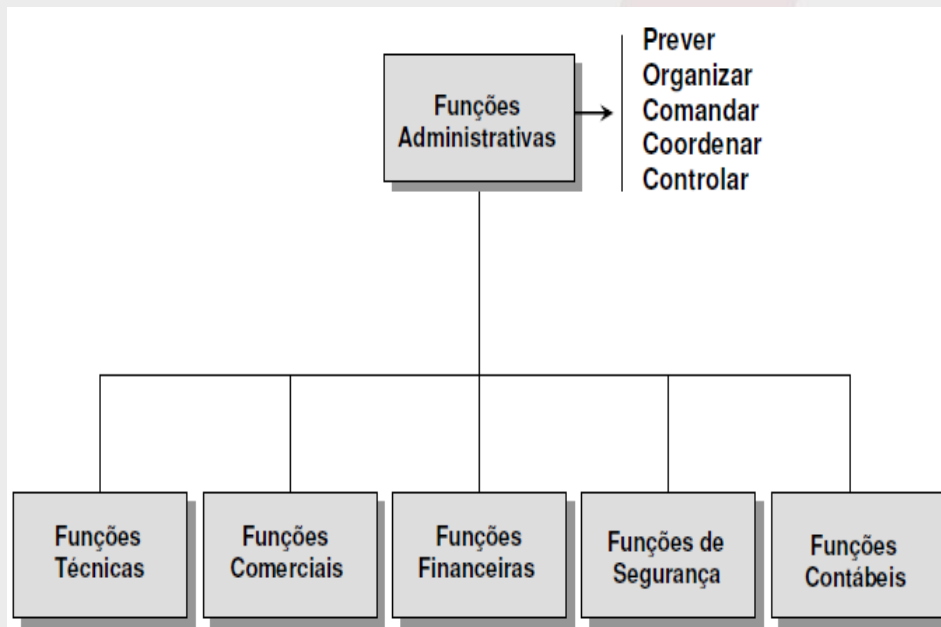 Funções
Administrativas
Prever
Organizar
Comandar
Coordenar
Controlar
Funções
Técnicas
Funções
Comerciais
Funções
Financeiras
Funções de
Segurança
Funções
Contábeis